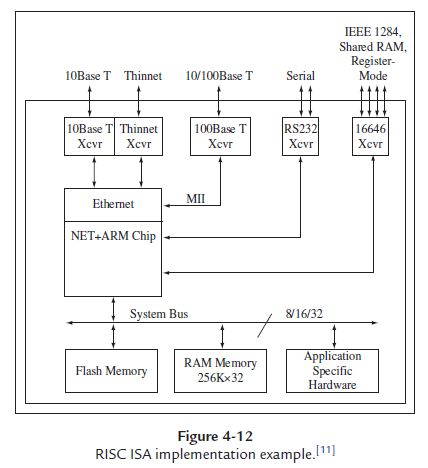 IEEE 1284,
Shared RAM,
Register-
10Base T Thinnet 10/100Base T Serial Mode
10Base T Thinnet 100Base T RS232 16646
Xcvr Xcvr Xcvr Xcvr Xcvr
Ethernet MII
NET+ARM Chip
System Bus 8/16/32
Flash Memory
RAM Memory
256K×32
Application
Specific
Hardware
Figure 4-12
RISC ISA implementation example.[11]